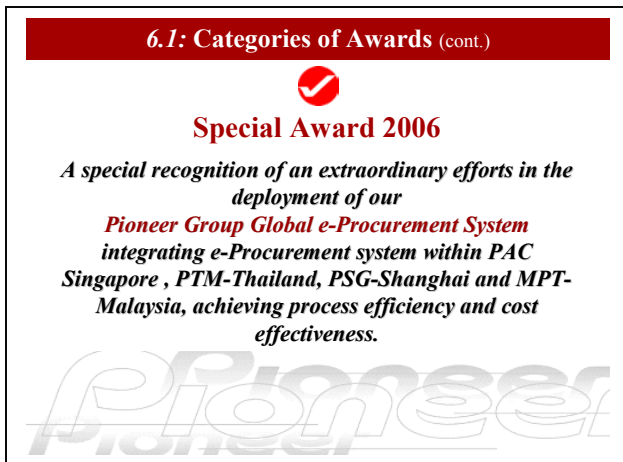 6.1: Categories of Awards (cont.)
Special Award 2006
A special recognition of an extraordinary efforts in the
deployment of our
Pioneer Group Global e-Procurement System
integrating e-Procurement system within PAC
Singapore , PTM-Thailand, PSG-Shanghai and MPT-
Malaysia, achieving process efficiency and cost
effectiveness.
Pioneer
Pioneer
Pioneer